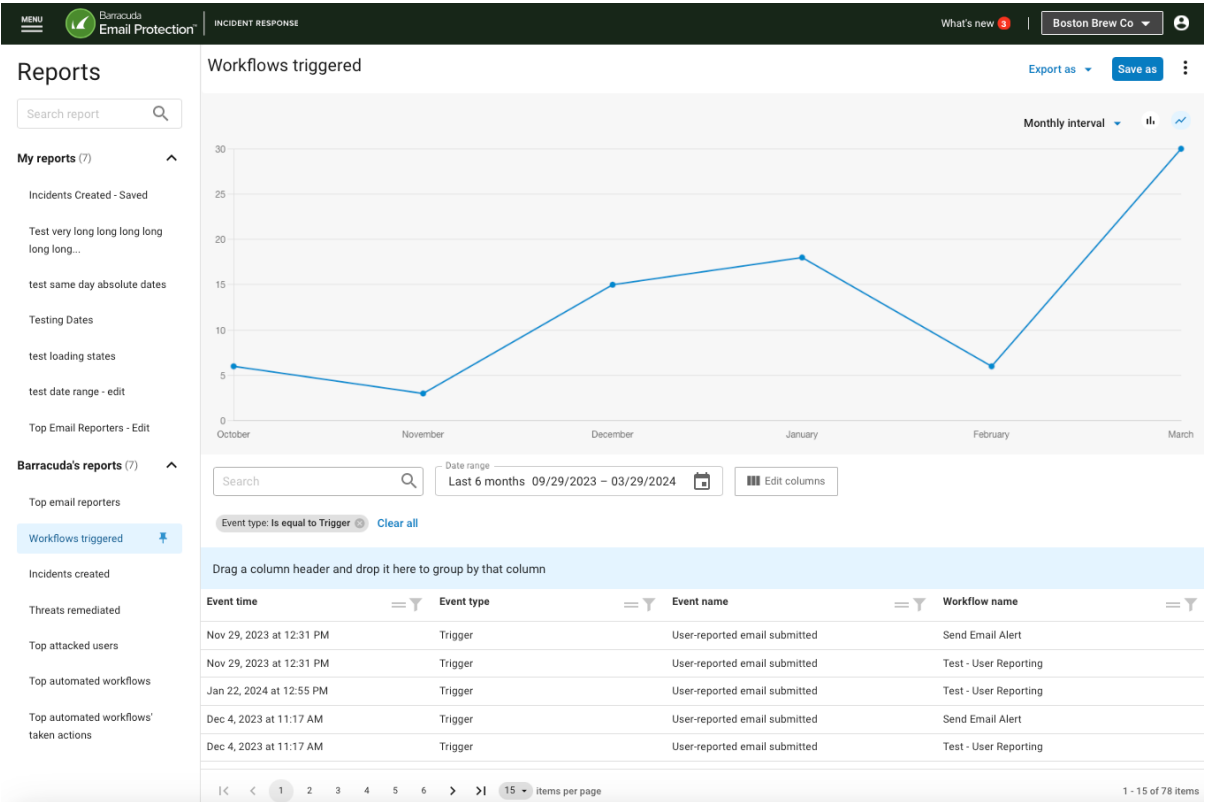 MENU
Barracuda
Email Protection™
INCIDENT RESPONSE
What's new 3
Boston Brew Co
Reports
Search report
My reports (7)
Incidents Created - Saved
Test very long long long long
long long...
test same day absolute dates
Testing Dates
test loading states
test date range - edit
Top Email Reporters - Edit
Barracuda's reports (7)
Top email reporters
Workflows triggered
Incidents created
Threats remediated
Top attacked users
Top automated workflows
Top automated workflows'
taken actions
Workflows triggered
Export as
Save as
Monthly interval
30
25
20
15
10
5
0
October November December January February March
Search
Date range
Last 6 months 09/29/2023 – 03/29/2024
Edit columns
Event type: Is equal to Trigger
Clear all
Drag a column header and drop it here to group by that column
Event time Event type Event name Workflow name
Nov 29, 2023 at 12:31 PM Trigger User-reported email submitted Send Email Alert
Nov 29, 2023 at 12:31 PM Trigger User-reported email submitted Test - User Reporting
Jan 22, 2024 at 12:55 PM Trigger User-reported email submitted Test - User Reporting
Dec 4, 2023 at 11:17 AM Trigger User-reported email submitted Send Email Alert
Dec 4, 2023 at 11:17 AM Trigger User-reported email submitted Test - User Reporting
1 2 3 4 5 6 15 items per page 1 - 15 of 78 items